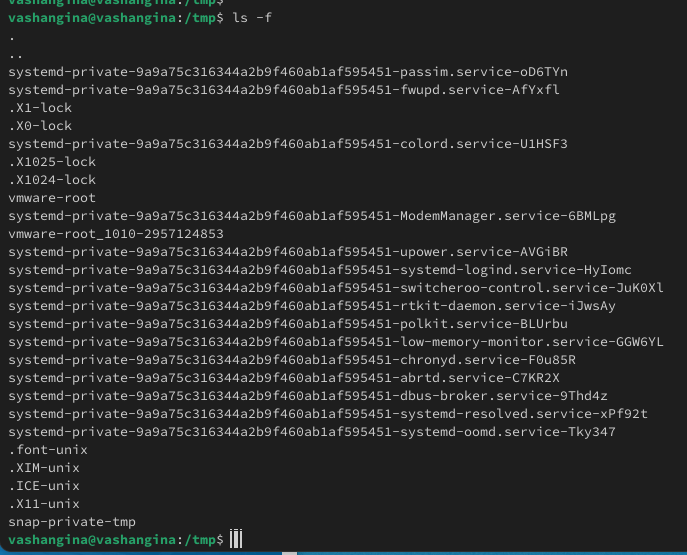 vashangina@vashangina:/tmp$
vashangina@vashangina:/tmp$ ls -f
.
..
systemd-private-9a9a75c316344a2b9f460ab1af595451-passim.service-oD6TYn
systemd-private-9a9a75c316344a2b9f460ab1af595451-fwupd.service-AfYxfl
.X1-lock
.X0-lock
systemd-private-9a9a75c316344a2b9f460ab1af595451-colord.service-U1HSF3
.X1025-lock
.X1024-lock
vmware-root
systemd-private-9a9a75c316344a2b9f460ab1af595451-ModemManager.service-6BMLpg
vmware-root_1010-2957124853
systemd-private-9a9a75c316344a2b9f460ab1af595451-upower.service-AVGiBR
systemd-private-9a9a75c316344a2b9f460ab1af595451-systemd-logind.service-HyIomc
systemd-private-9a9a75c316344a2b9f460ab1af595451-switcheroo-control.service-JuK0Xl
systemd-private-9a9a75c316344a2b9f460ab1af595451-rtkit-daemon.service-iJwsAy
systemd-private-9a9a75c316344a2b9f460ab1af595451-polkit.service-BLUrbu
systemd-private-9a9a75c316344a2b9f460ab1af595451-low-memory-monitor.service-GGW6YL
systemd-private-9a9a75c316344a2b9f460ab1af595451-chronyd.service-F0u85R
systemd-private-9a9a75c316344a2b9f460ab1af595451-abrtd.service-C7KR2X
systemd-private-9a9a75c316344a2b9f460ab1af595451-dbus-broker.service-9Thd4z
systemd-private-9a9a75c316344a2b9f460ab1af595451-systemd-resolved.service-xPf92t
systemd-private-9a9a75c316344a2b9f460ab1af595451-systemd-oomd.service-Tky347
.font-unix
.XIM-unix
.ICE-unix
.X11-unix
snap-private-tmp
vashangina@vashangina:/tmp$